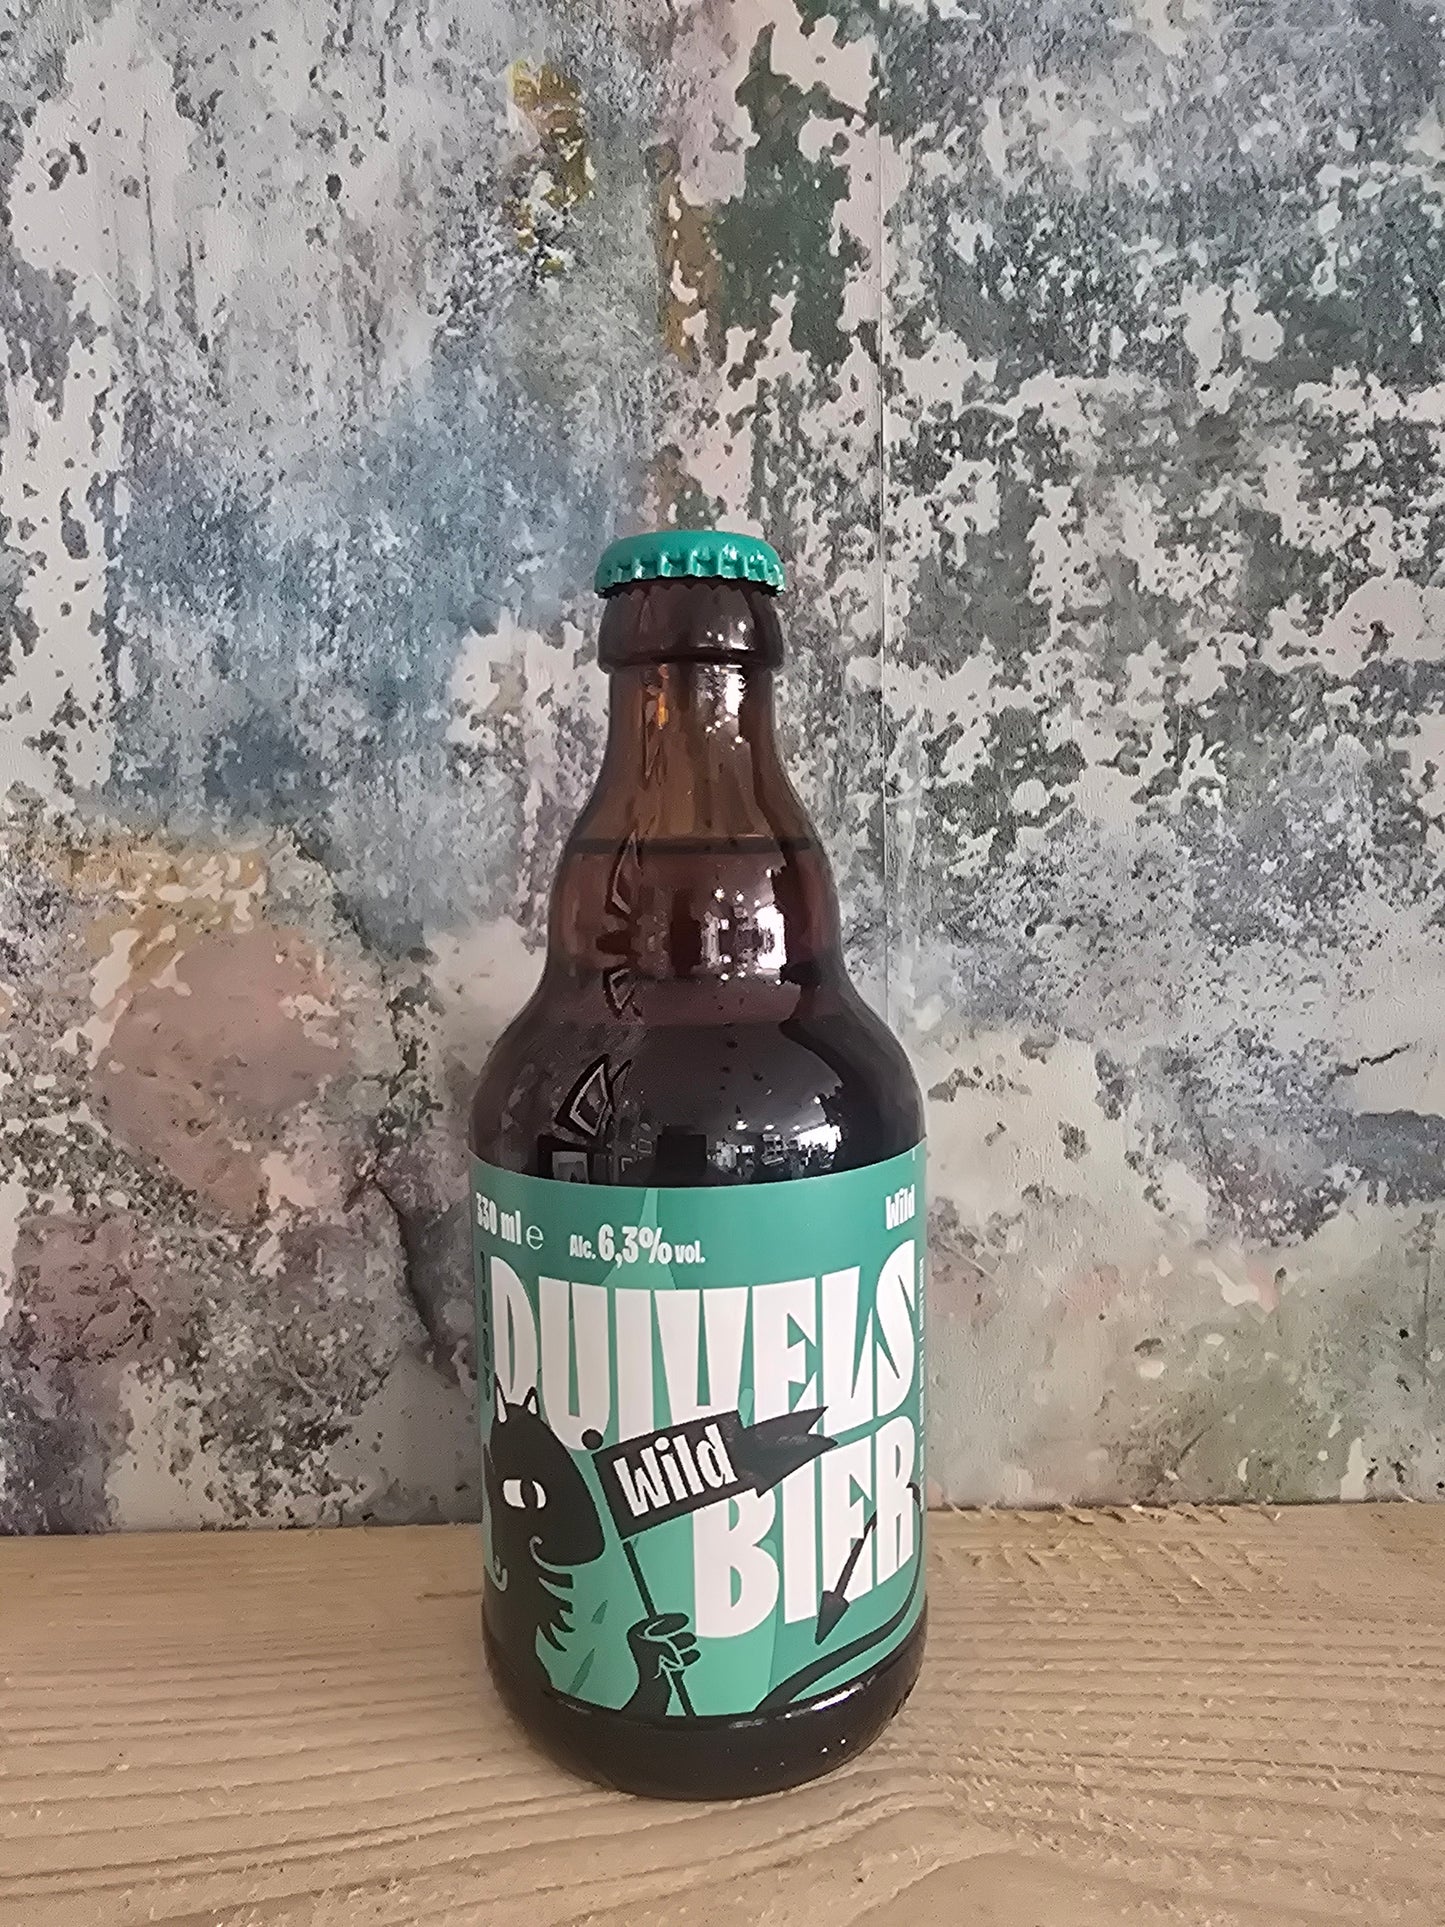 330 ml e
Alc. 6,3% vol.
Wild
DUIVELS
Wild
BIER